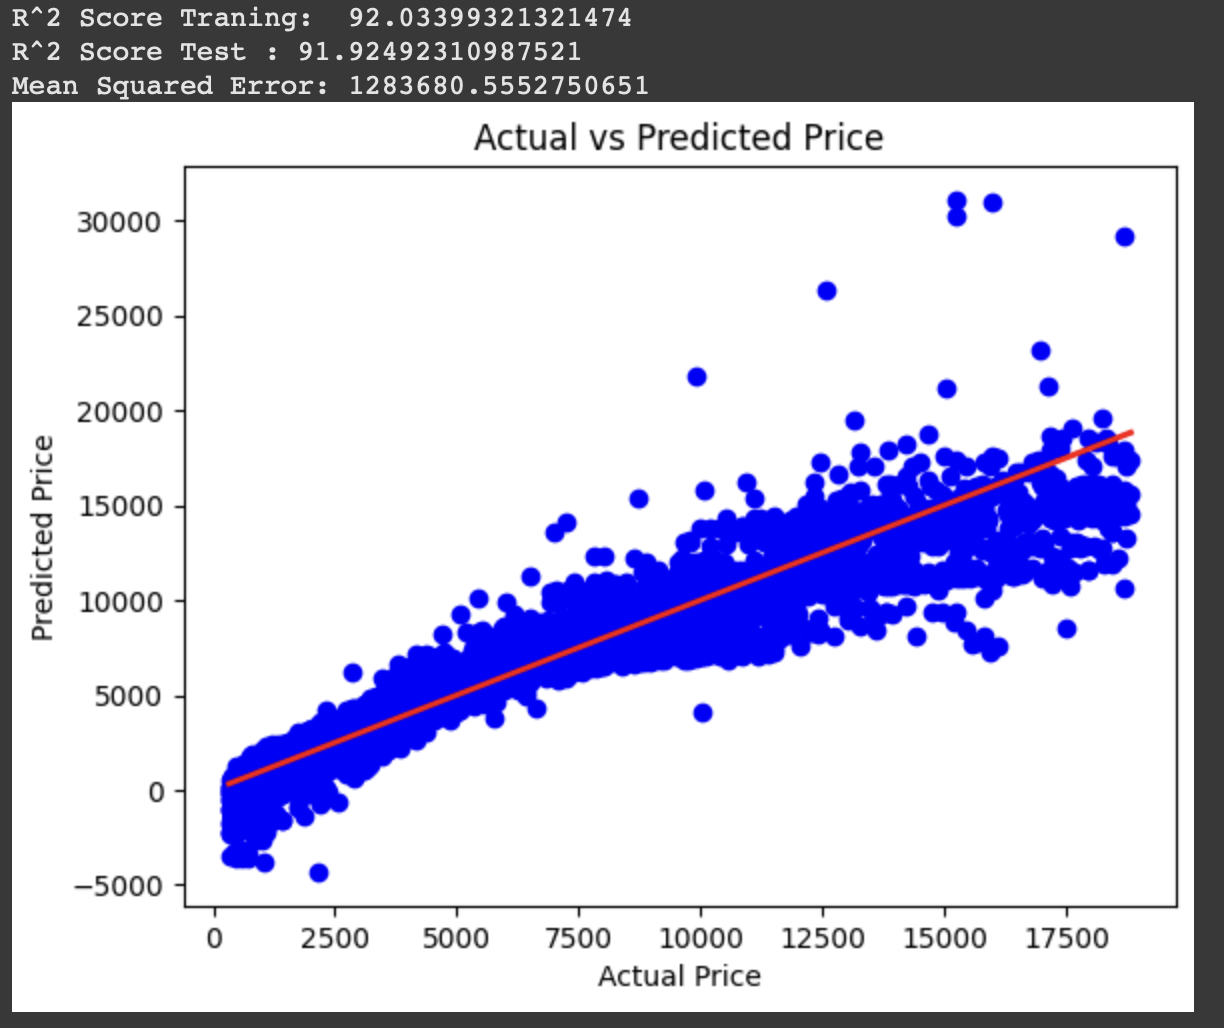 R^2 Score Traning:  92.03399321321474
R^2 Score Test : 91.92492310987521
Mean Squared Error: 1283680.5552750651
Actual vs Predicted Price
30000
25000
20000
15000
10000
5000
0
−5000
Predicted Price
0 2500 5000 7500 10000 12500 15000 17500
Actual Price